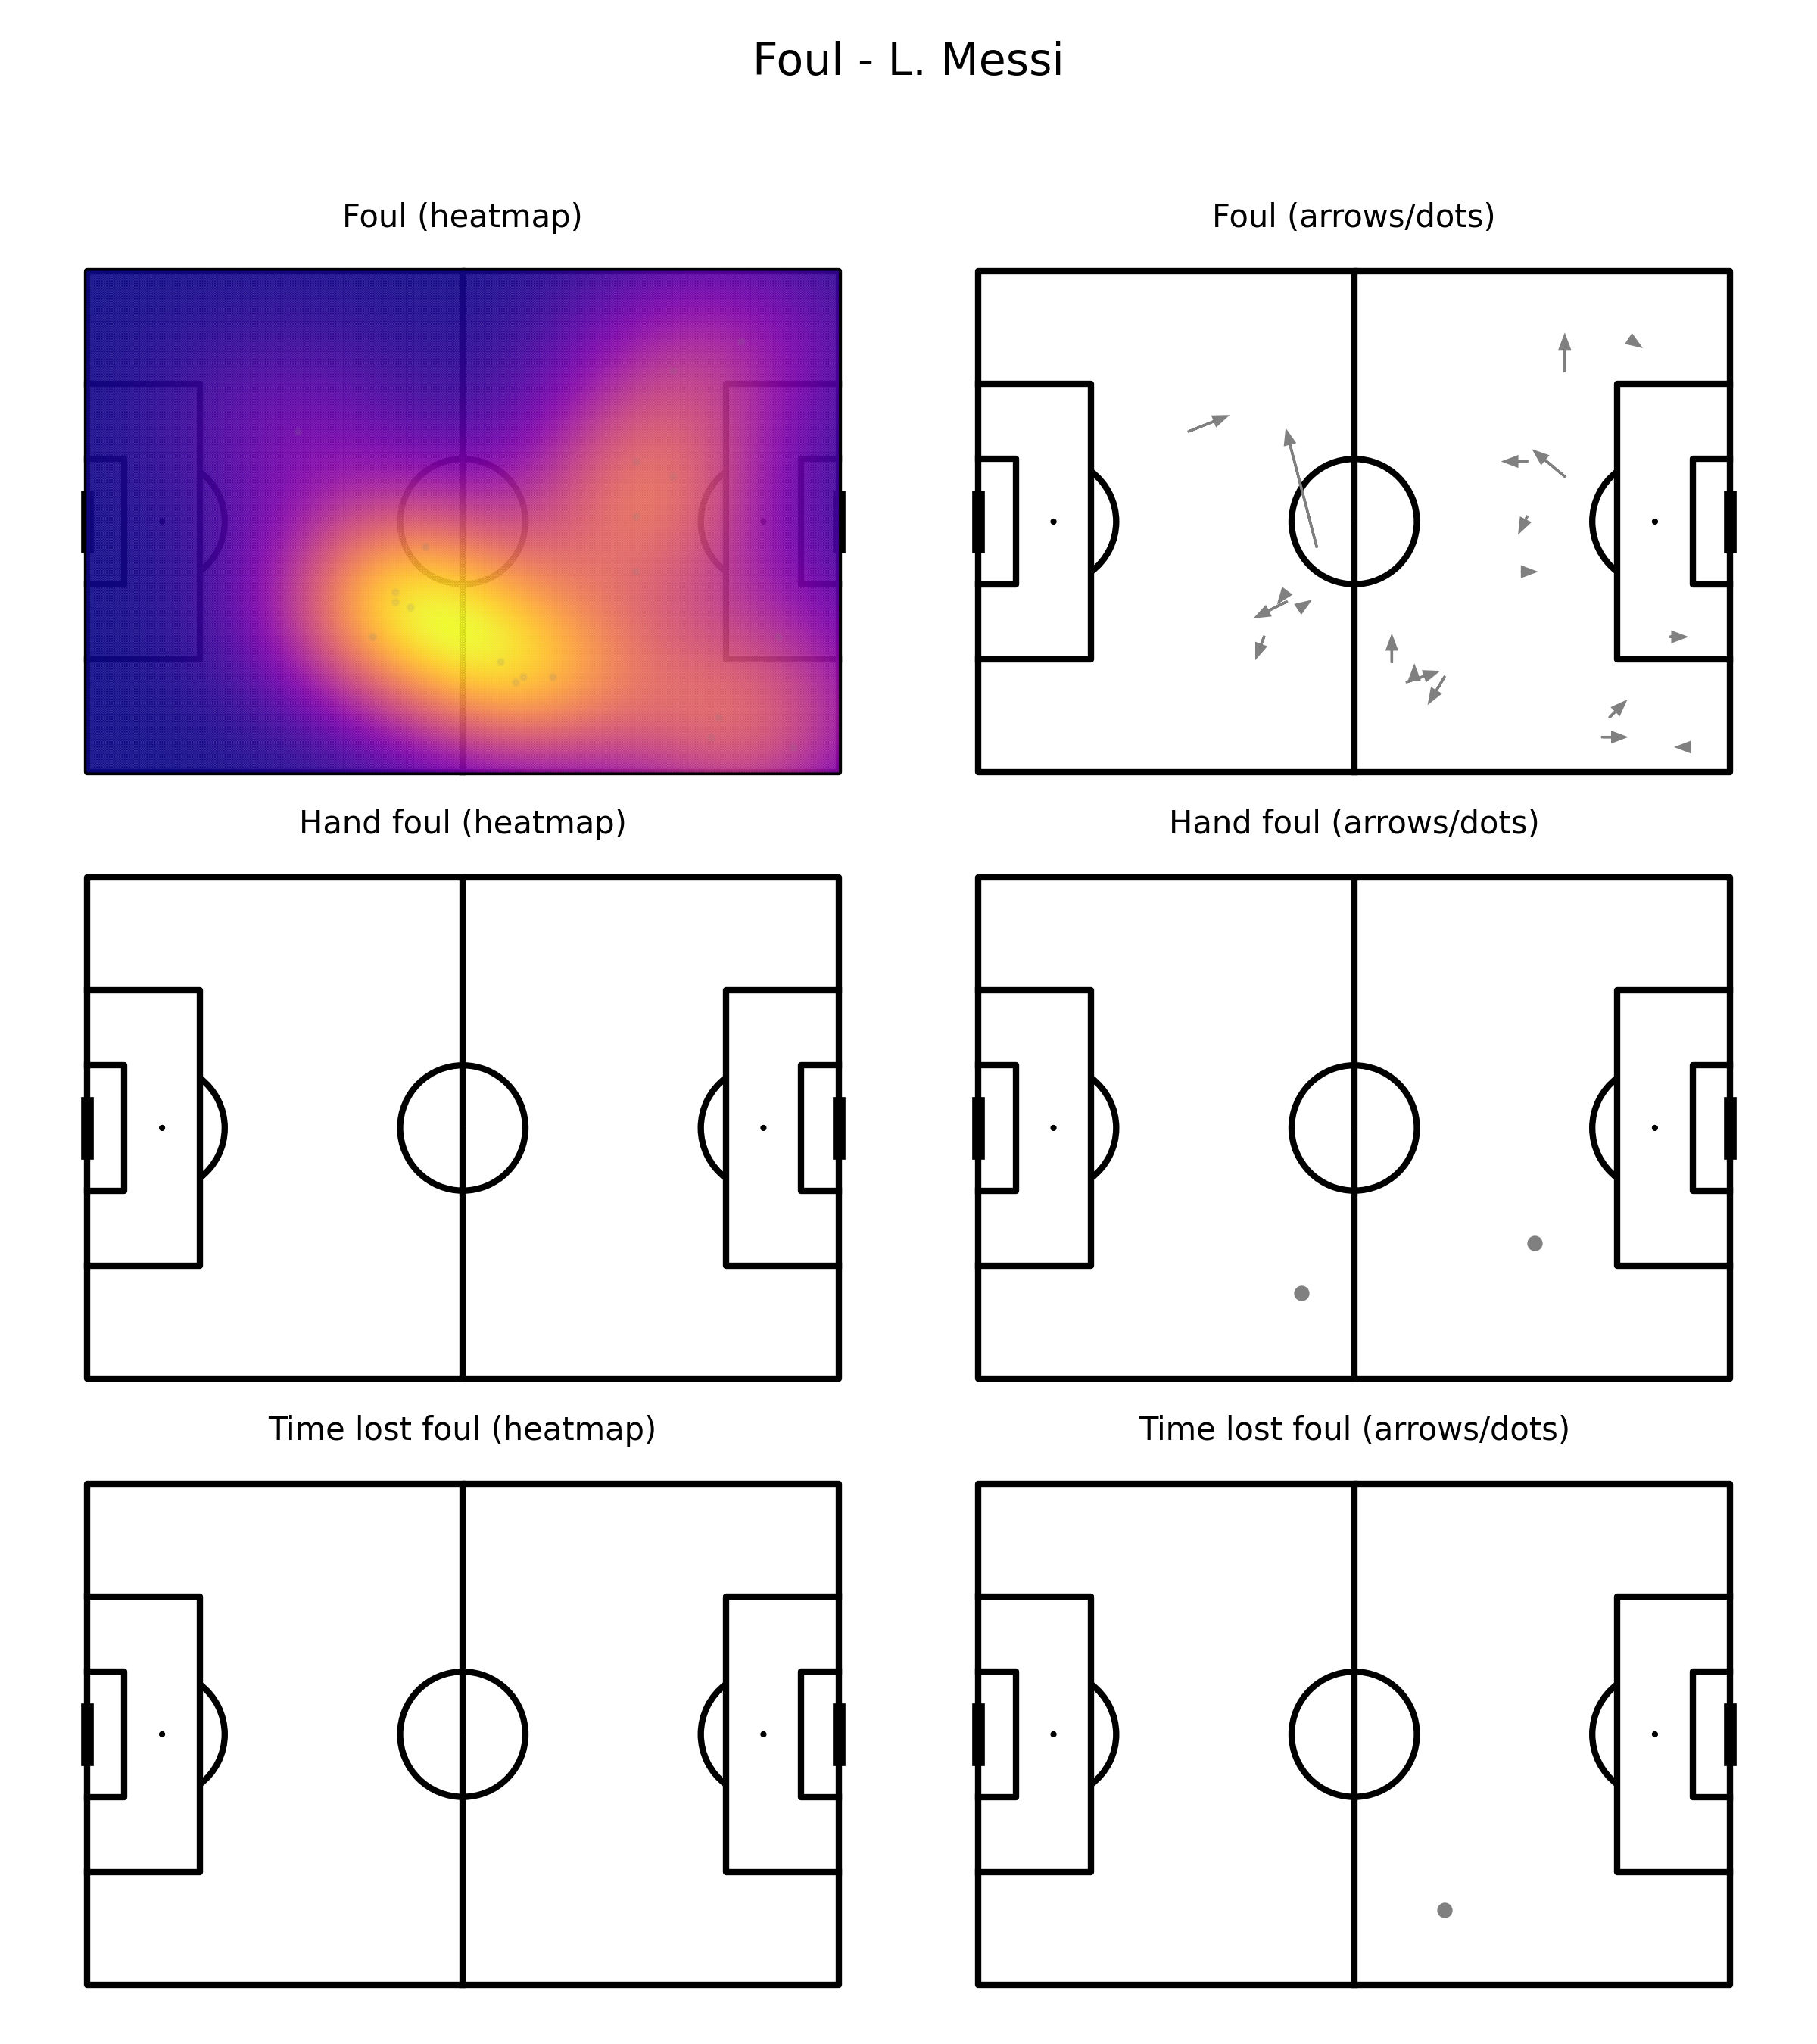 Foul - L. Messi
Foul (heatmap)
Foul (arrows/dots)
Hand foul (heatmap)
Hand foul (arrows/dots)
Time lost foul (heatmap)
Time lost foul (arrows/dots)